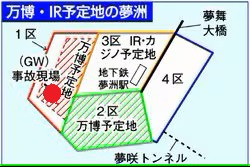 万博・IR予定地の夢洲
1区
(GW)
事故現場
万博予定地
3区 IR・カ
ジノ予定地
地下鉄
夢洲駅
夢舞
大橋
4区
2区
万博予定地
夢咲トンネル